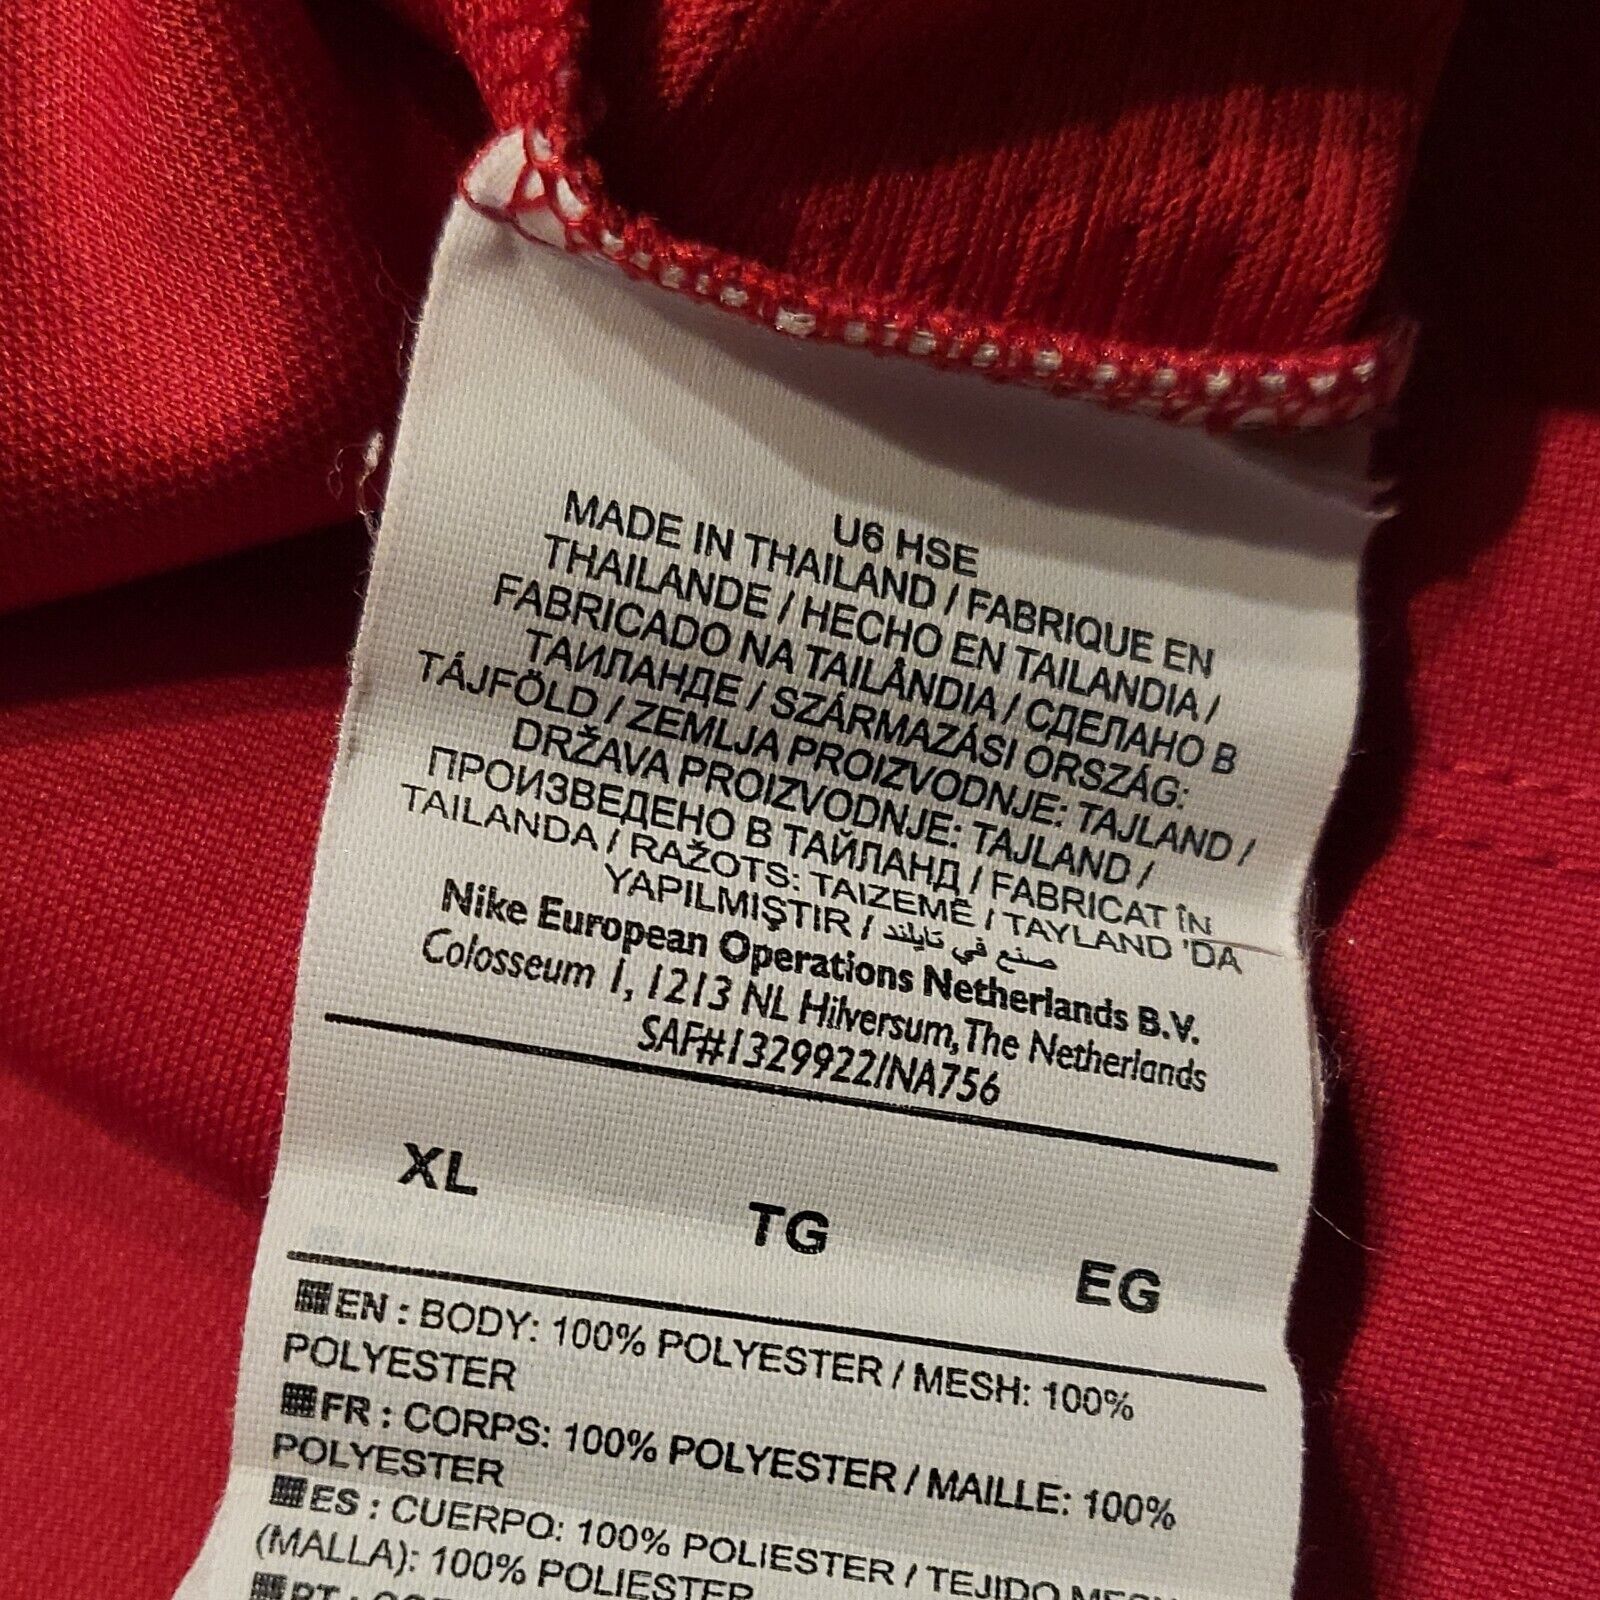 U6 HSE
MADE IN THAILAND / FABRIQUE EN
THAILANDE / HECHO EN TAILANDIA /
FABRICADO NA TAILÂNDIA / СДЕЛАНО В
ТАИЛАНДЕ / SZÁRMAZÁSI ORSZÁG:
TÁJFÖLD / ZEMLJA PROIZVODNJE: TAJLAND /
DRŽAVA PROIZVODNJE: TAJLAND /
ПРОИЗВЕДЕНО В ТАЙЛАНД / FABRICAT ÎN
TAILANDA / RAŽOTS: TAIZEMĒ / TAYLAND 'DA
YAPILMIŞTIR / صنع في تايلند
Nike European Operations Netherlands B.V.
Colosseum 1, 1213 NL Hilversum, The Netherlands
SAF#1329922/NA756
XL TG EG
EN : BODY: 100% POLYESTER / MESH: 100%
POLYESTER
FR : CORPS: 100% POLYESTER / MAILLE: 100%
POLYESTER
ES : CUERPO: 100% POLIESTER / TEJIDO MESH
(MALLA): 100% POLIESTER
PT :